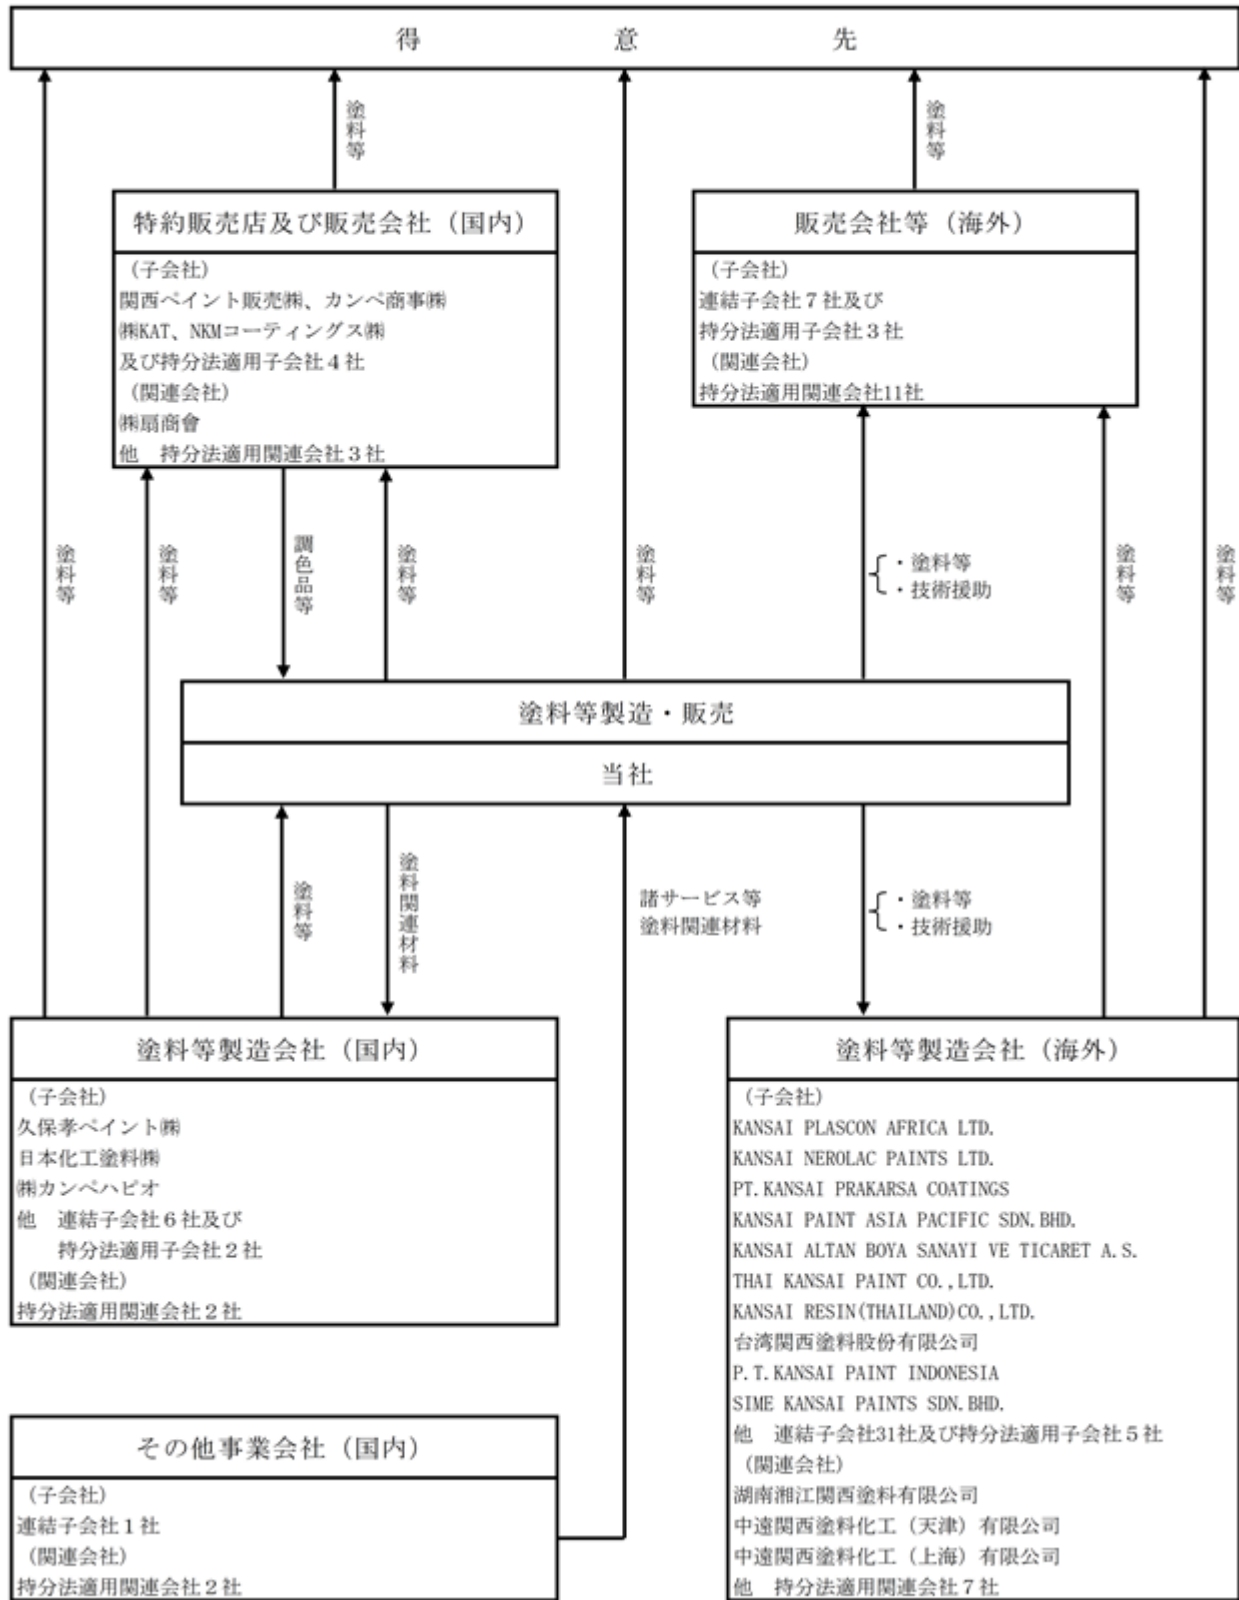 得意先
塗料等
塗料等
特約販売店及び販売会社（国内）
（子会社）
関西ペイント販売㈱、カンペ商事㈱
㈱KAT、NKMコーティングス㈱
及び持分法適用子会社４社
（関連会社）
㈱扇商會
他　持分法適用関連会社３社
販売会社等（海外）
（子会社）
連結子会社７社及び
持分法適用子会社３社
（関連会社）
持分法適用関連会社11社
塗料等
塗料等
調色品等
塗料等
塗料等
・塗料等
・技術援助
塗料等
塗料等
塗料等製造・販売
当社
塗料等
塗料関連材料
諸サービス等
塗料関連材料
・塗料等
・技術援助
塗料等製造会社（国内）
（子会社）
久保孝ペイント㈱
日本化工塗料㈱
㈱カンペハピオ
他　連結子会社６社及び
持分法適用子会社２社
（関連会社）
持分法適用関連会社２社
その他事業会社（国内）
（子会社）
連結子会社１社
（関連会社）
持分法適用関連会社２社
塗料等製造会社（海外）
（子会社）
KANSAI PLASCON AFRICA LTD.
KANSAI NEROLAC PAINTS LTD.
PT.KANSAI PRAKARSA COATINGS
KANSAI PAINT ASIA PACIFIC SDN.BHD.
KANSAI ALTAN BOYA SANAYI VE TICARET A.S.
THAI KANSAI PAINT CO.,LTD.
KANSAI RESIN(THAILAND)CO.,LTD.
台湾関西塗料股份有限公司
P.T.KANSAI PAINT INDONESIA
SIME KANSAI PAINTS SDN.BHD.
他　連結子会社31社及び持分法適用子会社５社
（関連会社）
湖南湘江関西塗料有限公司
中遠関西塗料化工（天津）有限公司
中遠関西塗料化工（上海）有限公司
他　持分法適用関連会社７社